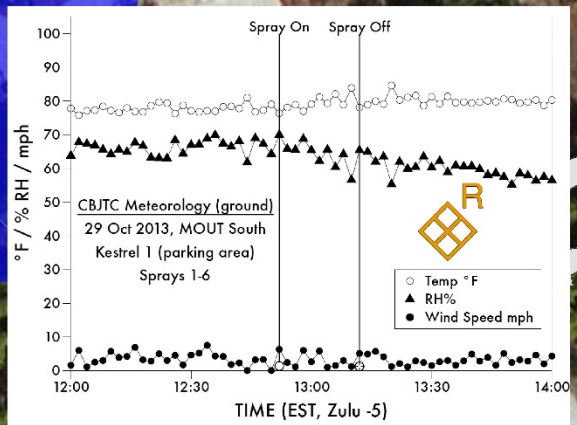 Spray On Spray Off
100
90
80
70
60
50
40
30
20
10
0
°F / % RH / mph
CBJTC Meteorology (ground)
29 Oct 2013, MOUT South
Kestrel 1 (parking area)
Sprays 1-6
R
Temp °F
RH%
Wind Speed mph
12:00 12:30 13:00 13:30 14:00
TIME (EST, Zulu -5)